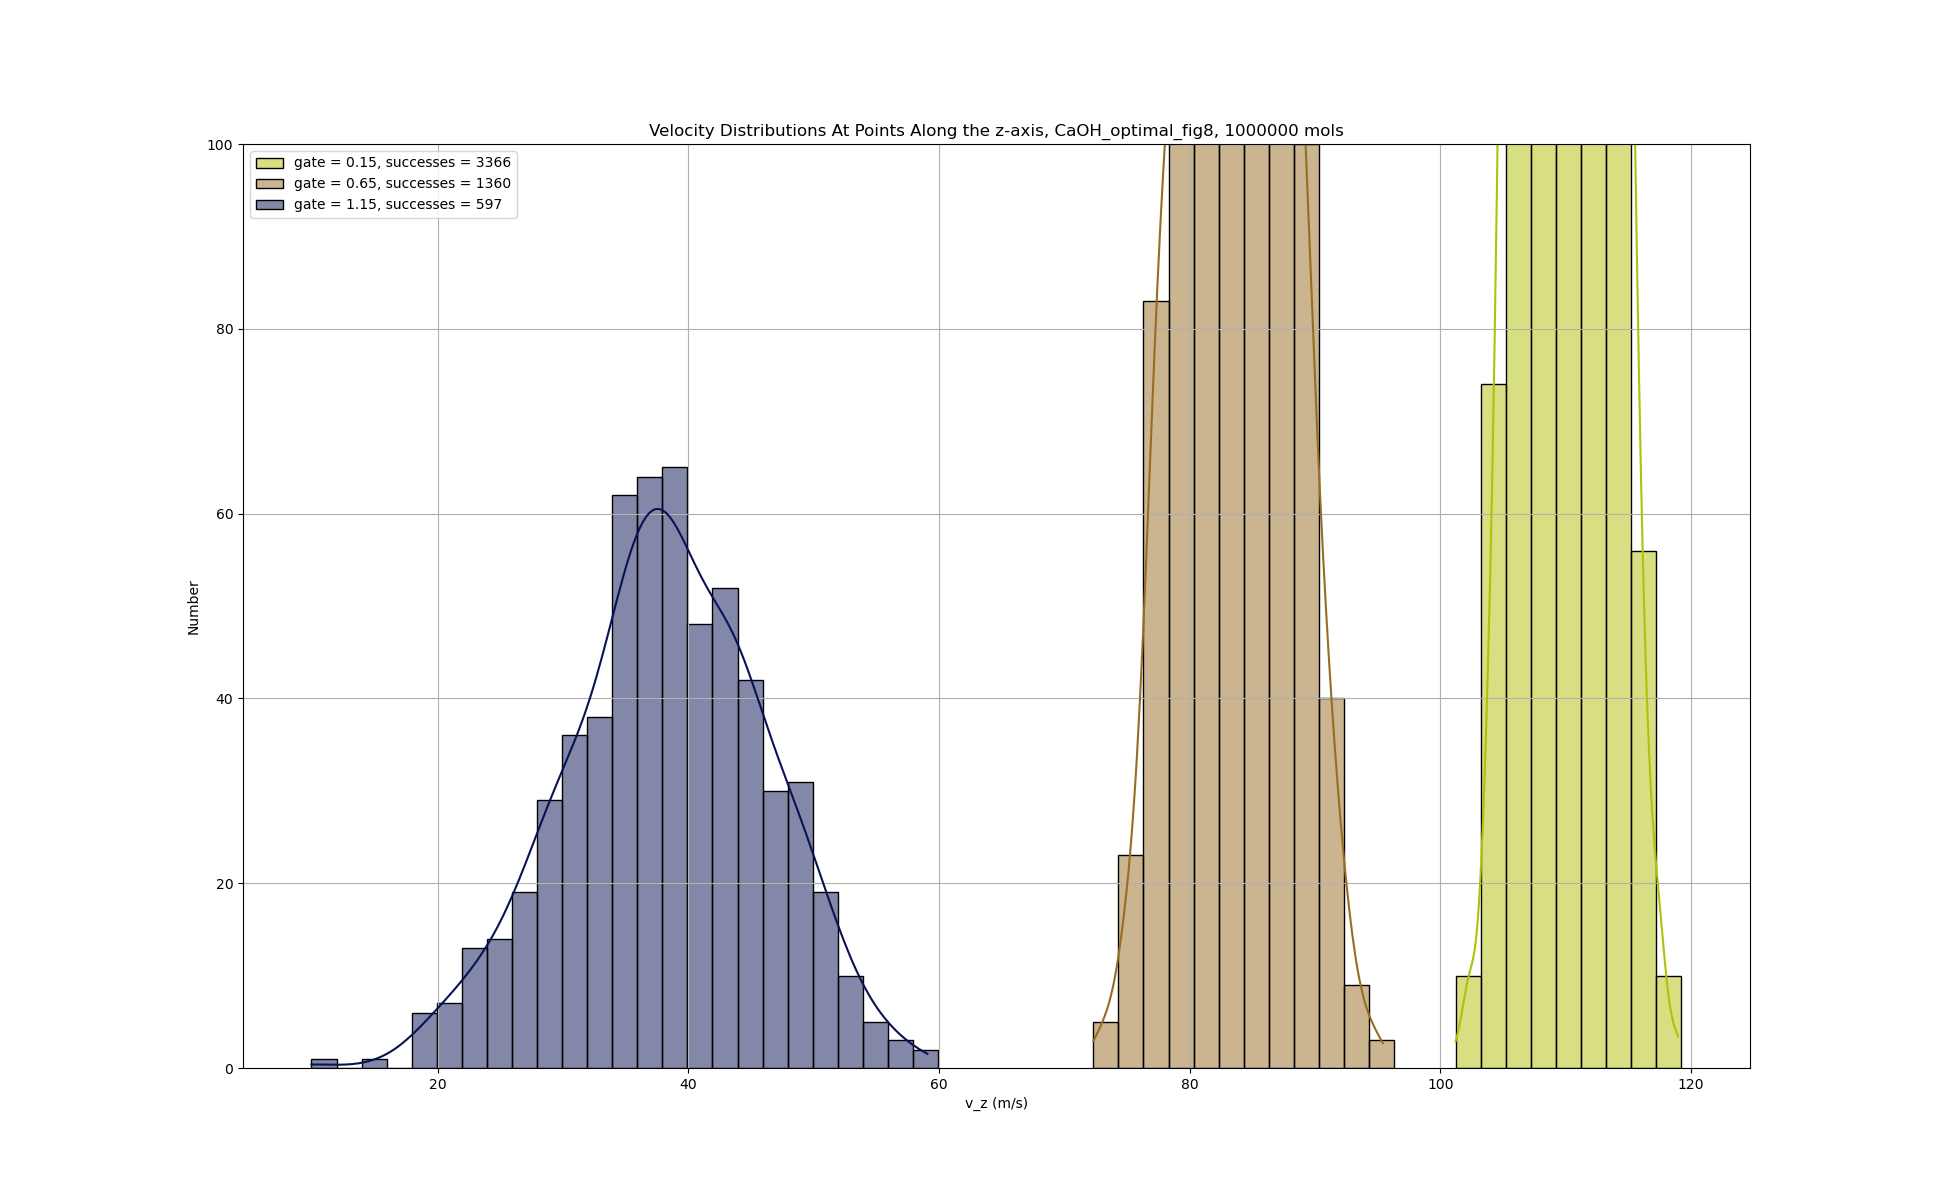 Velocity Distributions At Points Along the z-axis, CaOH_optimal_fig8, 1000000 mols
gate = 0.15, successes = 3366
gate = 0.65, successes = 1360
gate = 1.15, successes = 597
100
80
60
40
20
0
Number
20 40 60 80 100 120
v_z (m/s)